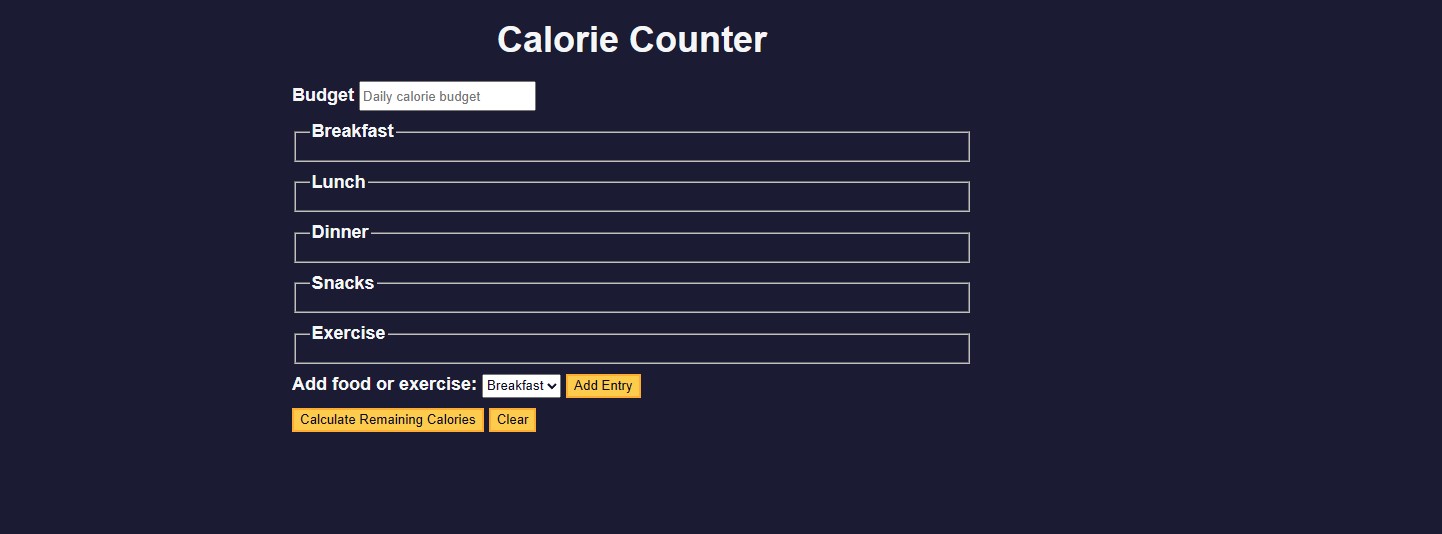 Calorie Counter
Budget Daily calorie budget
Breakfast
Lunch
Dinner
Snacks
Exercise
Add food or exercise: Breakfast Add Entry
Calculate Remaining Calories Clear